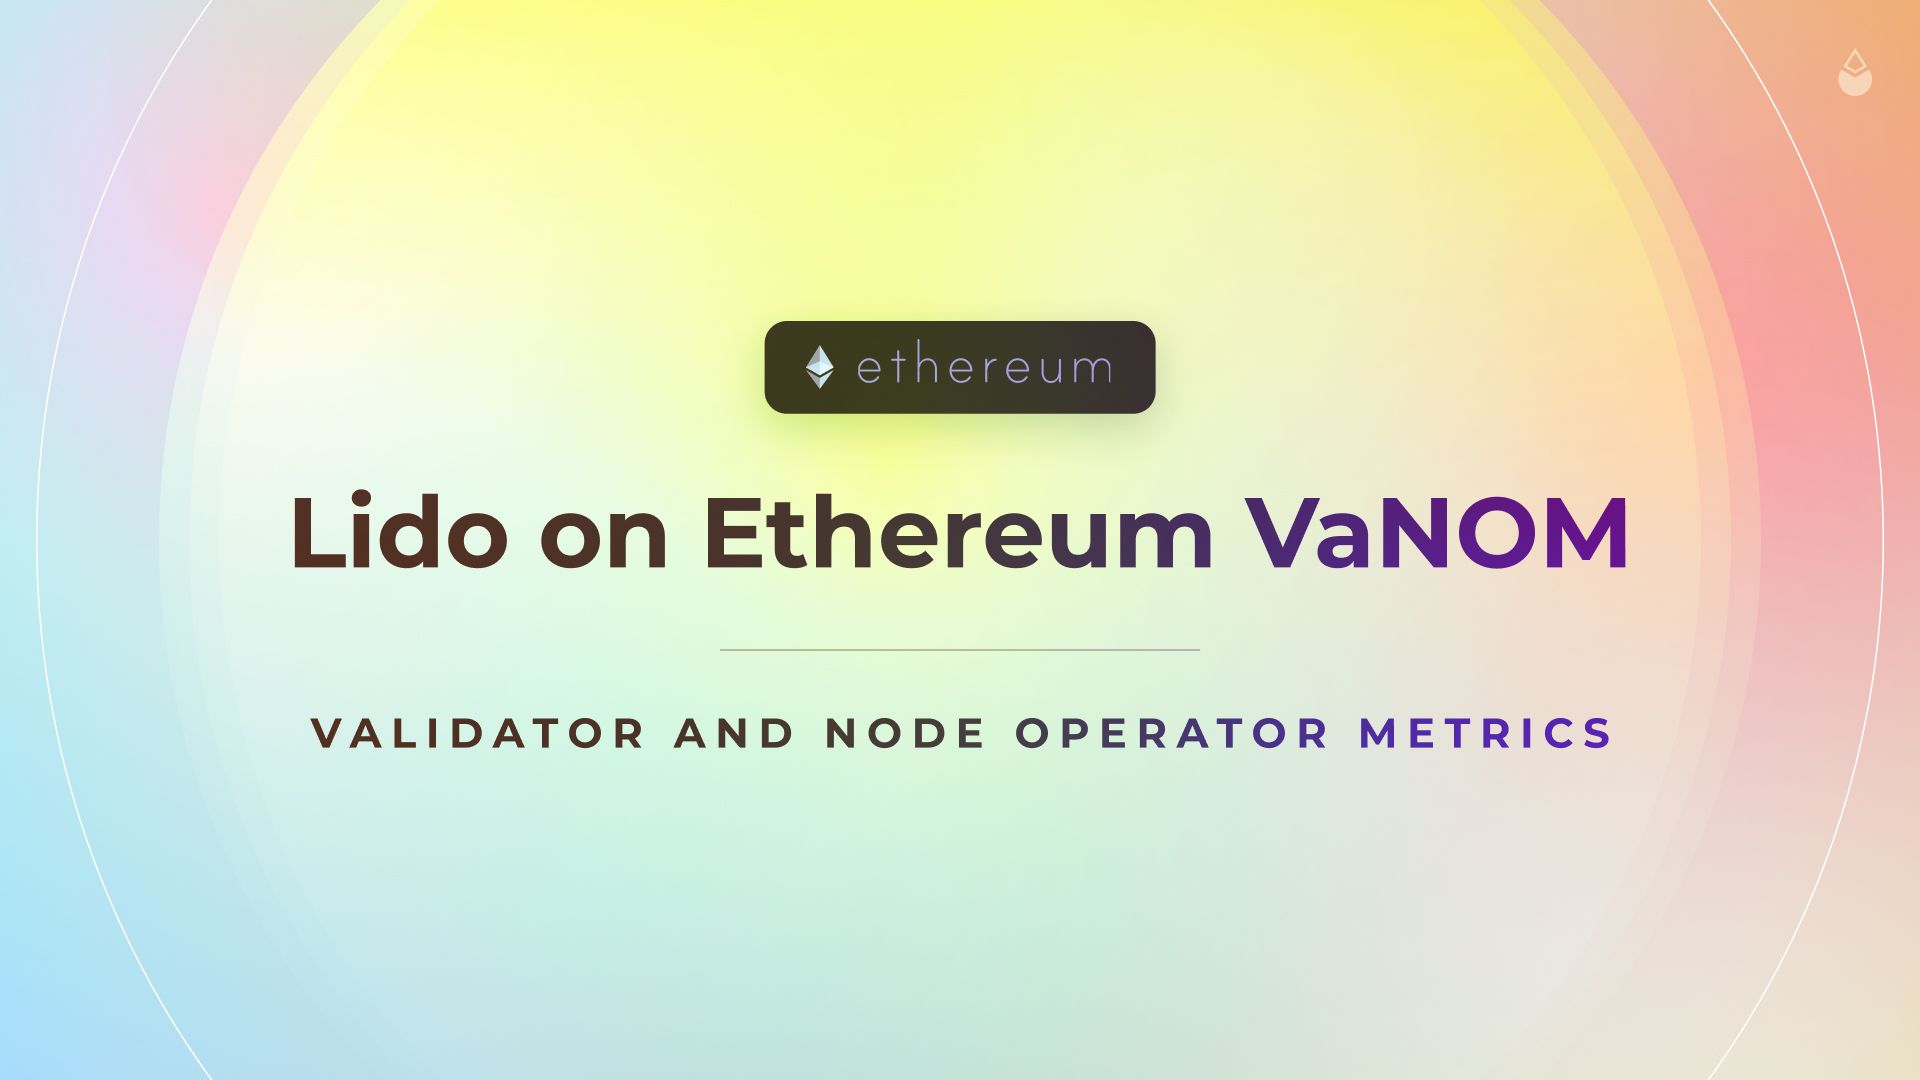 ethereum
Lido on Ethereum VaNOM
VALIDATOR AND NODE OPERATOR METRICS